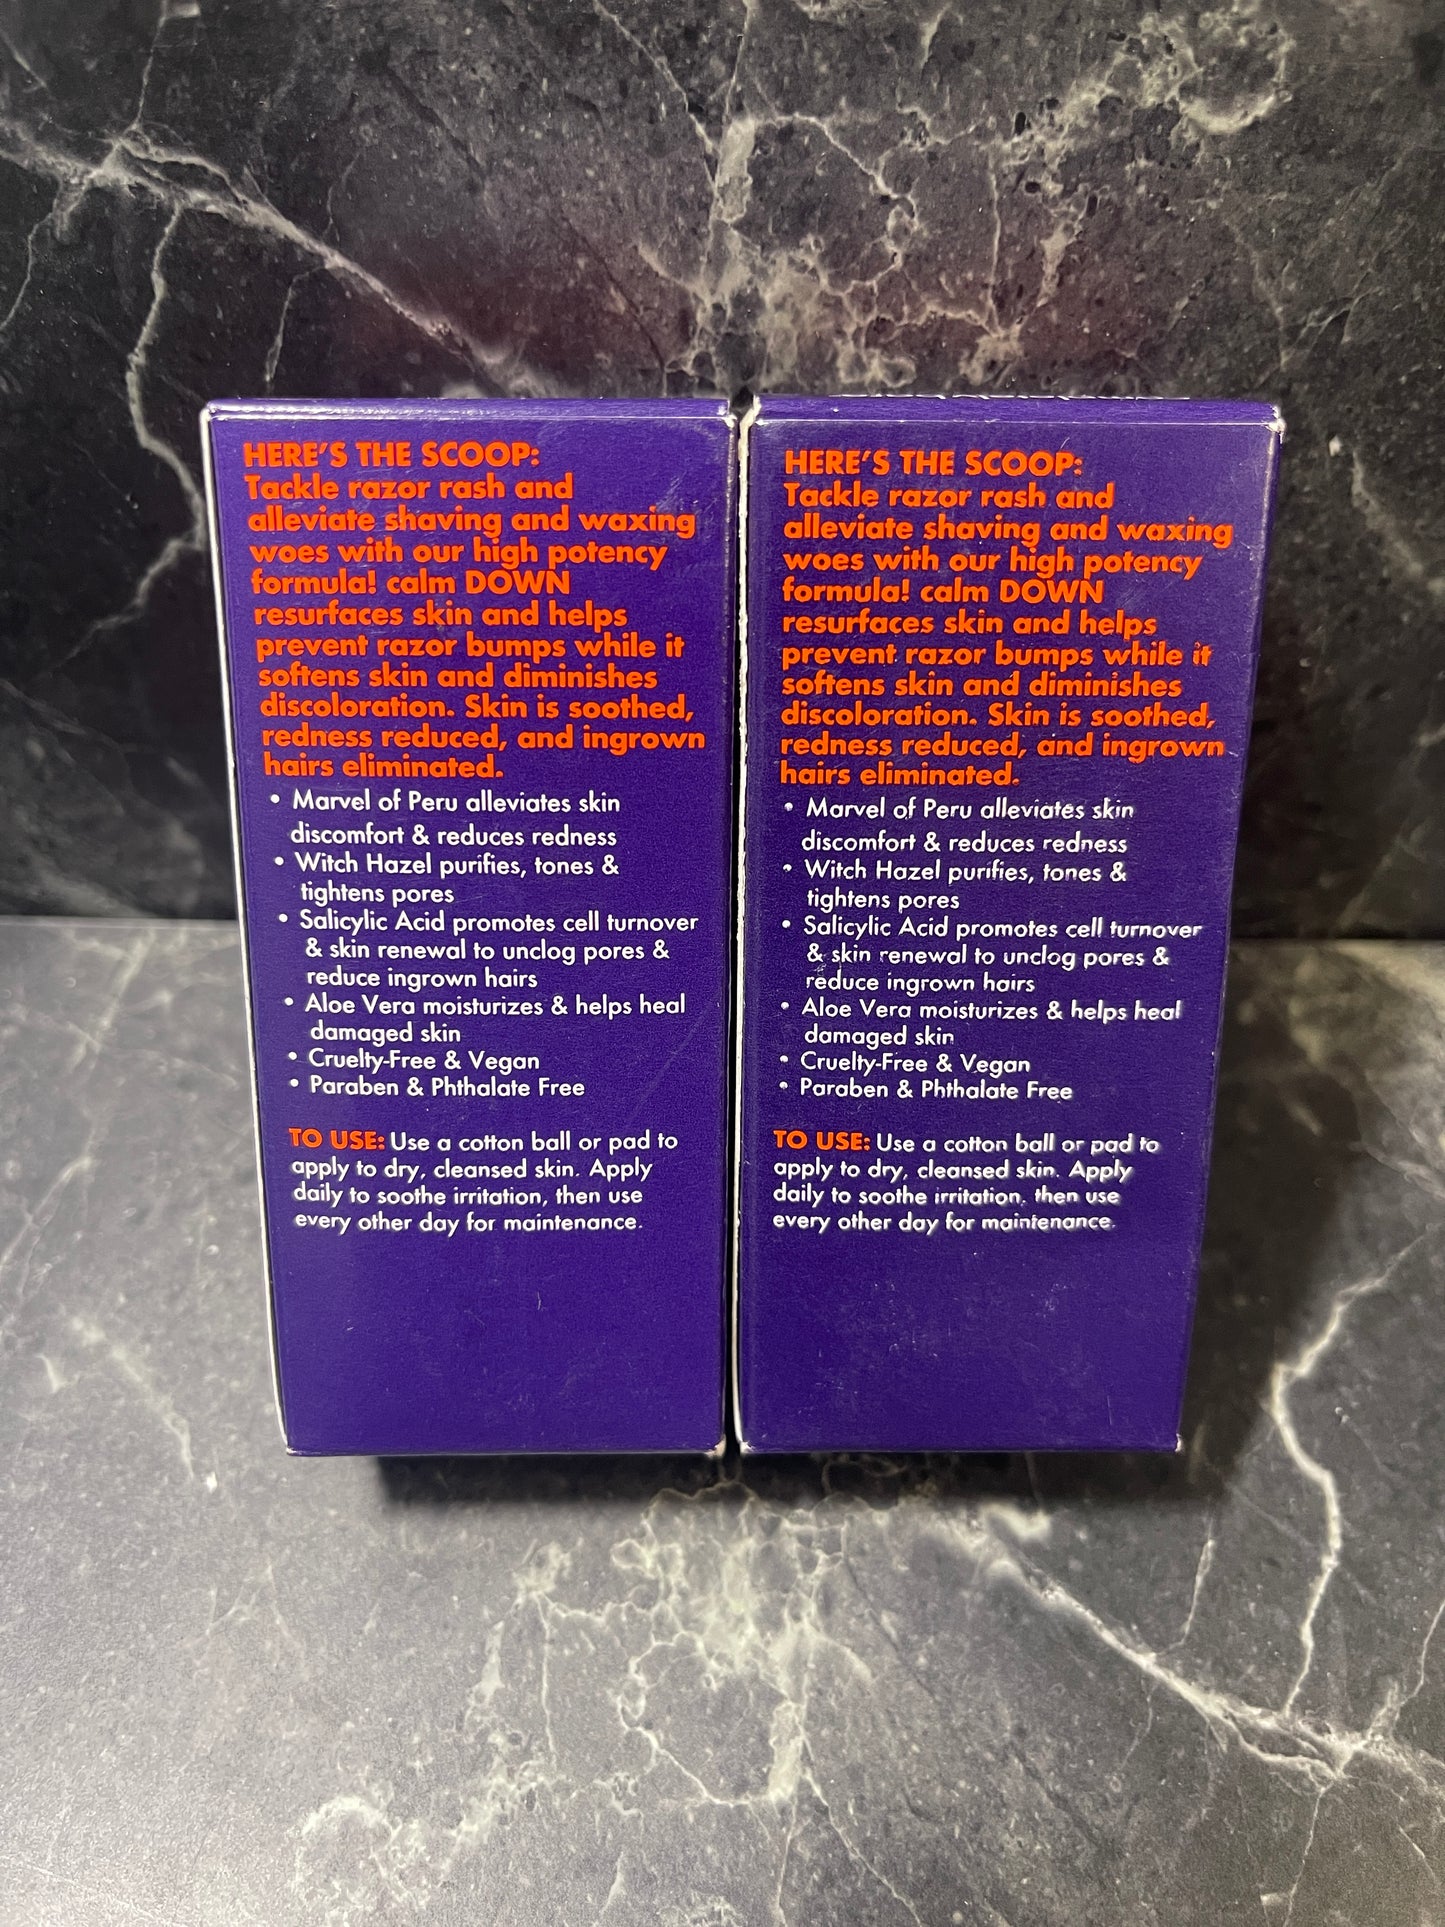 HERE'S THE SCOOP:
Tackle razor rash and
alleviate shaving and waxing
woes with our high potency
formula! calm DOWN
resurfaces skin and helps
prevent razor bumps while it
softens skin and diminishes
discoloration. Skin is soothed,
redness reduced, and ingrown
hairs eliminated.
• Marvel of Peru alleviates skin
discomfort & reduces redness
• Witch Hazel purifies, tones &
tightens pores
• Salicylic Acid promotes cell turnover
& skin renewal to unclog pores &
reduce ingrown hairs
• Aloe Vera moisturizes & helps heal
damaged skin
• Cruelty-Free & Vegan
• Paraben & Phthalate Free
TO USE: Use a cotton ball or pad to
apply to dry, cleansed skin. Apply
daily to soothe irritation, then use
every other day for maintenance.
HERE'S THE SCOOP:
Tackle razor rash and
alleviate shaving and waxing
woes with our high potency
formula! calm DOWN
resurfaces skin and helps
prevent razor bumps while it
softens skin and diminishes
discoloration. Skin is soothed,
redness reduced, and ingrown
hairs eliminated.
• Marvel of Peru alleviates skin
discomfort & reduces redness
• Witch Hazel purifies, tones &
tightens pores
• Salicylic Acid promotes cell turnover
& skin renewal to unclog pores &
reduce ingrown hairs
• Aloe Vera moisturizes & helps heal
damaged skin
• Cruelty-Free & Vegan
• Paraben & Phthalate Free
TO USE: Use a cotton ball or pad to
apply to dry, cleansed skin. Apply
daily to soothe irritation, then use
every other day for maintenance.